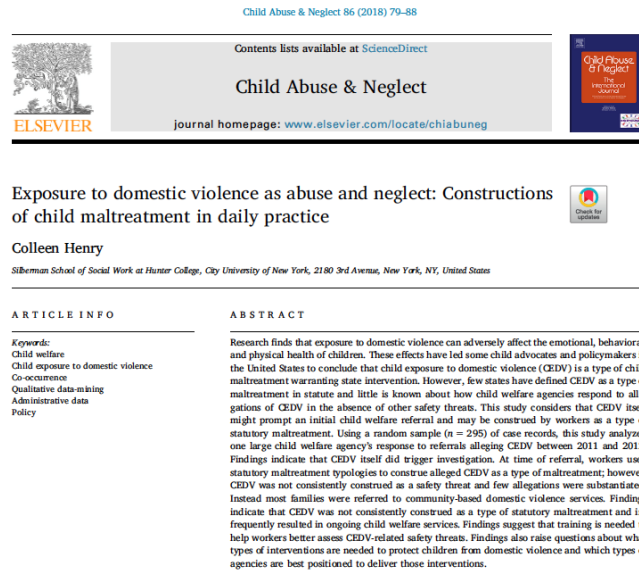 Child Abuse & Neglect 86 (2018) 79–88
Contents lists available at ScienceDirect
Child Abuse & Neglect
journal homepage: www.elsevier.com/locate/chiabuneg
ELSEVIER
Child Abuse
& Neglect
The
International
Journal
Exposure to domestic violence as abuse and neglect: Constructions
of child maltreatment in daily practice
Check for
updates
Colleen Henry
Silberman School of Social Work at Hunter College, City University of New York, 2180 3rd Avenue, New York, NY, United States
ARTICLE INFO
Keywords:
Child welfare
Child exposure to domestic violence
Co-occurrence
Qualitative data-mining
Administrative data
Policy
ABSTRACT
Research finds that exposure to domestic violence can adversely affect the emotional, behaviora
and physical health of children. These effects have led some child advocates and policymakers
the United States to conclude that child exposure to domestic violence (CEDV) is a type of chi
maltreatment warranting state intervention. However, few states have defined CEDV as a type
maltreatment in statute and little is known about how child welfare agencies respond to alle
gations of CEDV in the absence of other safety threats. This study considers that CEDV itse
might prompt an initial child welfare referral and may be construed by workers as a type
statutory maltreatment. Using a random sample (n = 295) of case records, this study analyze
one large child welfare agency's response to referrals alleging CEDV between 2011 and 201
Findings indicate that CEDV itself did trigger investigation. At time of referral, workers use
statutory maltreatment typologies to construe alleged CEDV as a type of maltreatment; howev
CEDV was not consistently construed as a safety threat and few allegations were substantiate
Instead most families were referred to community-based domestic violence services. Finding
indicate that CEDV was not consistently construed as a type of statutory maltreatment and i
frequently resulted in ongoing child welfare services. Findings suggest that training is needed
help workers better assess CEDV-related safety threats. Findings also raise questions about wh
types of interventions are needed to protect children from domestic violence and which types
agencies are best positioned to deliver those interventions.